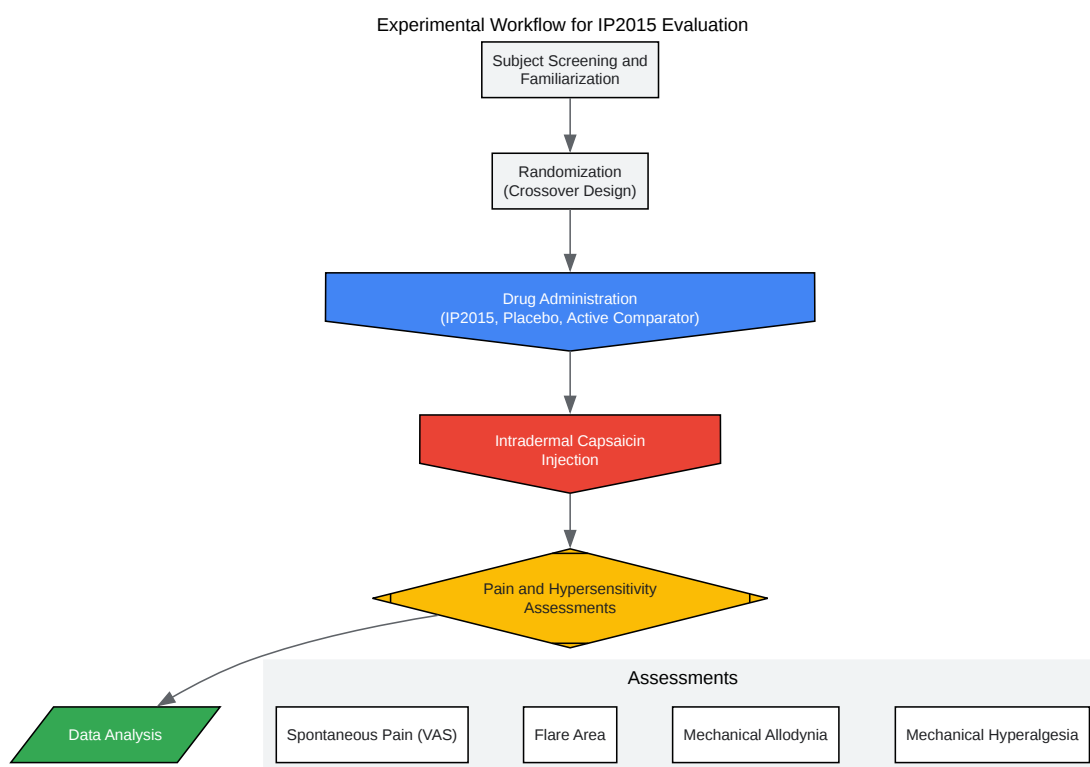 Experimental Workflow for IP2015 Evaluation
Subject Screening and
Familiarization
Randomization
(Crossover Design)
Drug Administration
(IP2015, Placebo, Active Comparator)
Intradermal Capsaicin
Injection
Pain and Hypersensitivity
Assessments
Assessments
Data Analysis
Spontaneous Pain (VAS)
Flare Area
Mechanical Allodynia
Mechanical Hyperalgesia